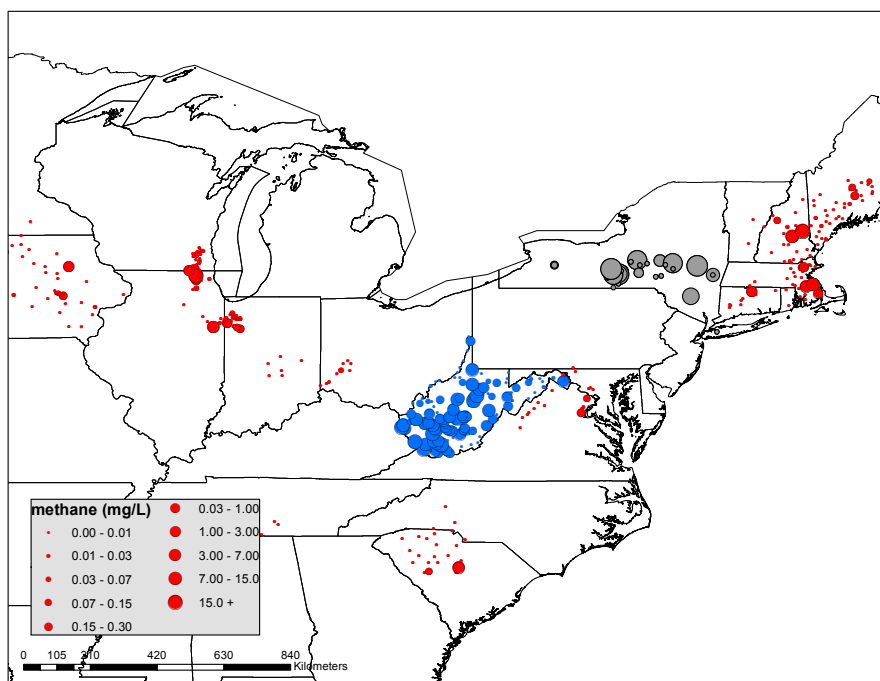 methane (mg/L)
0.00 - 0.01
0.01 - 0.03
0.03 - 0.07
0.07 - 0.15
0.15 - 0.30
0.03 - 1.00
1.00 - 3.00
3.00 - 7.00
7.00 - 15.0
15.0 +
0 105 210 420 630 840
Kilometers